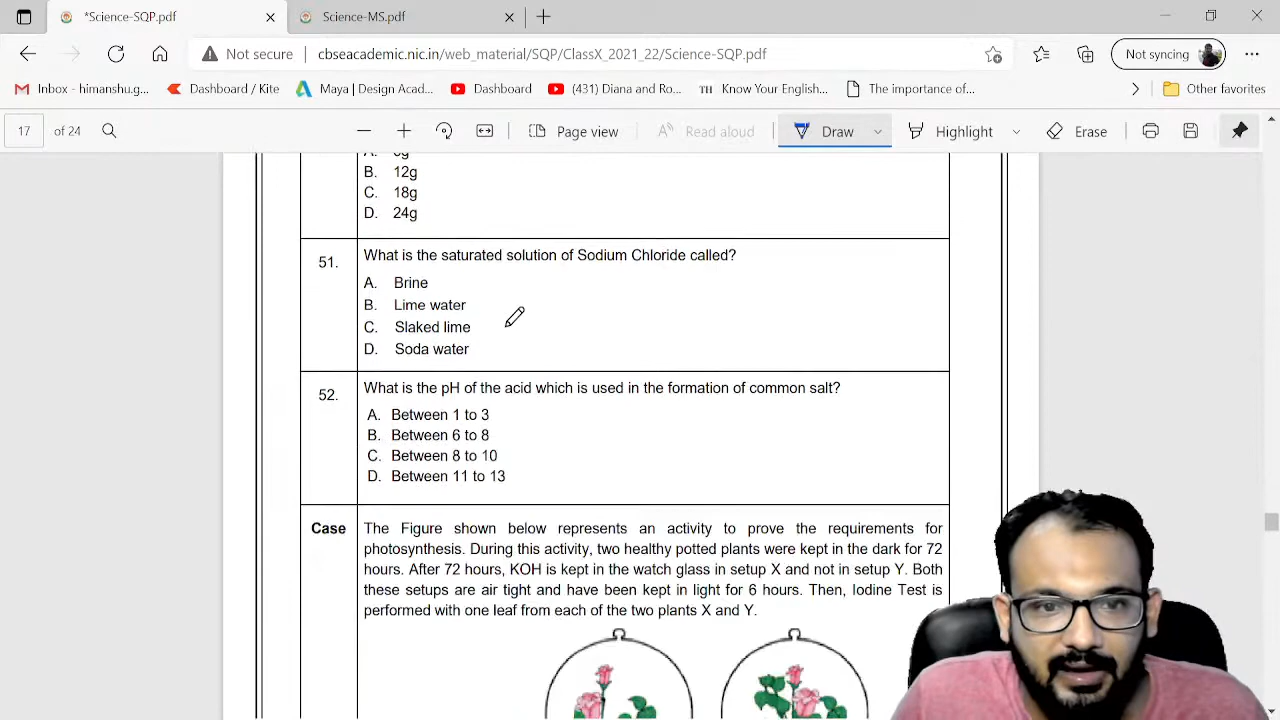 *Science-SQP.pdf
Science-MS.pdf
Not secure cbseacademic.nic.in/web_material/SQP/ClassX_2021_22/Science-SQP.pdf
Not syncing
Inbox - himanshu.g...
Dashboard / Kite
Maya | Design Acad...
Dashboard
(431) Diana and Ro...
TH Know Your English...
The importance of...
Other favorites
17 of 24
Page view
Read aloud
Draw
Highlight
Erase
B. 12g
C. 18g
D. 24g
51. What is the saturated solution of Sodium Chloride called?
A. Brine
B. Lime water
C. Slaked lime
D. Soda water
52. What is the pH of the acid which is used in the formation of common salt?
A. Between 1 to 3
B. Between 6 to 8
C. Between 8 to 10
D. Between 11 to 13
Case The Figure shown below represents an activity to prove the requirements for
photosynthesis. During this activity, two healthy potted plants were kept in the dark for 72
hours. After 72 hours, KOH is kept in the watch glass in setup X and not in setup Y. Both
these setups are air tight and have been kept in light for 6 hours. Then, Iodine Test is
performed with one leaf from each of the two plants X and Y.